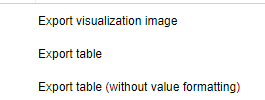 Export visualization image
Export table
Export table (without value formatting)